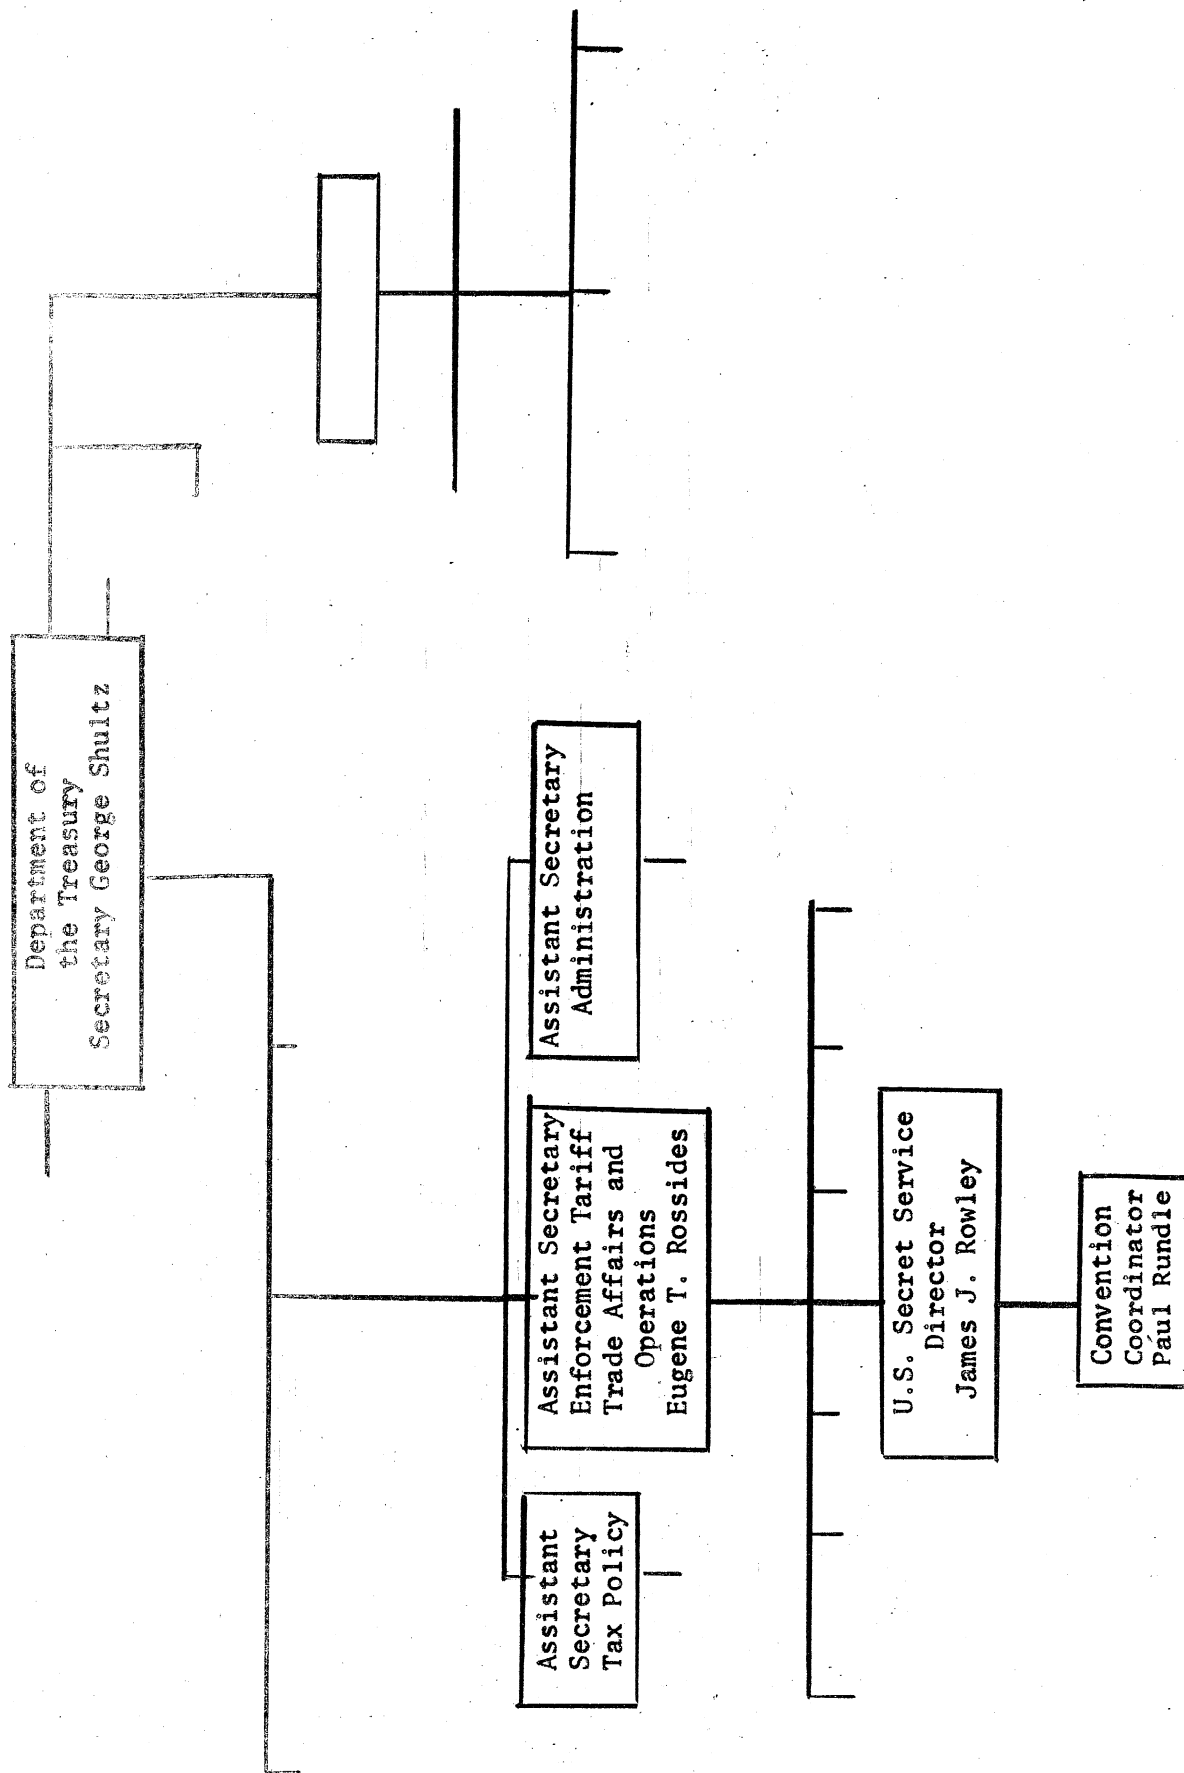 Department of
the Treasury
Secretary George Shultz
Assistant
Secretary
Tax Policy
Assistant Secretary
Enforcement Tariff
Trade Affairs and
Operations
Eugene T. Rossides
Assistant Secretary
Administration
U.S. Secret Service
Director
James J. Rowley
Convention
Coordinator
Paul Rundle